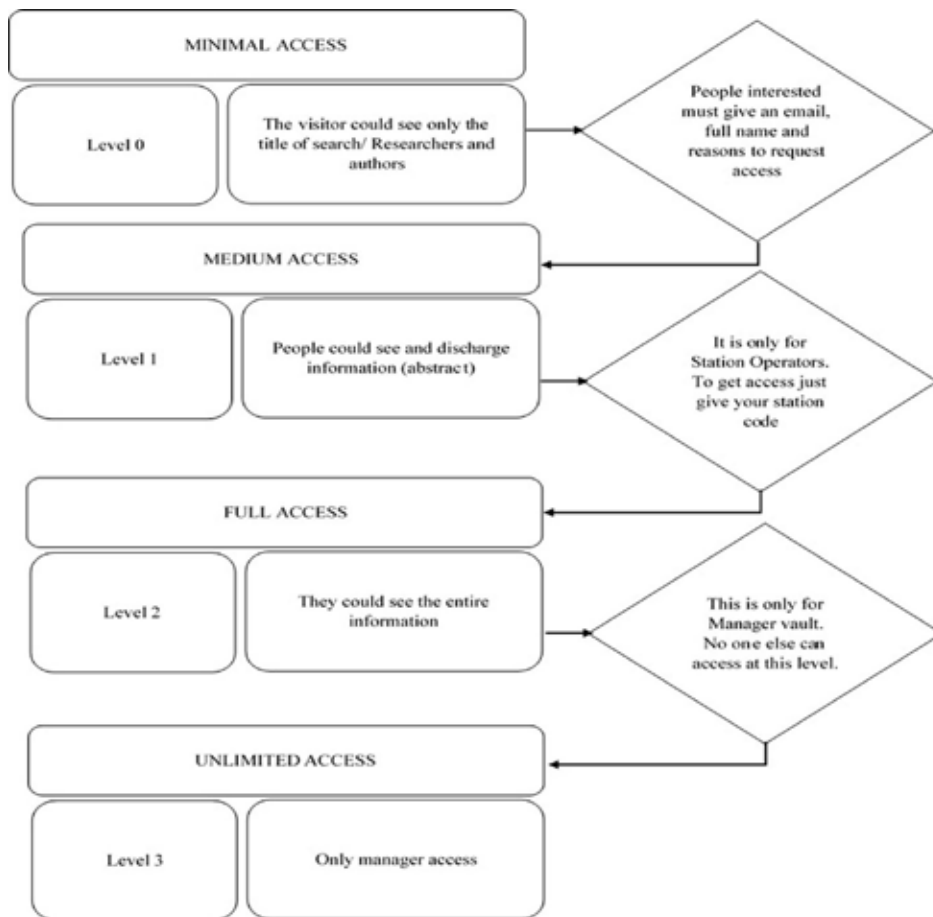 MINIMAL ACCESS
Level 0
The visitor could see only the
title of search/ Researchers and
authors
People interested
must give an email,
full name and
reasons to request
access
MEDIUM ACCESS
Level 1
People could see and discharge
information (abstract)
It is only for
Station Operators.
To get access just
give your station
code
FULL ACCESS
Level 2
They could see the entire
information
This is only for
Manager vault.
No one else can
access at this level.
UNLIMITED ACCESS
Level 3
Only manager access